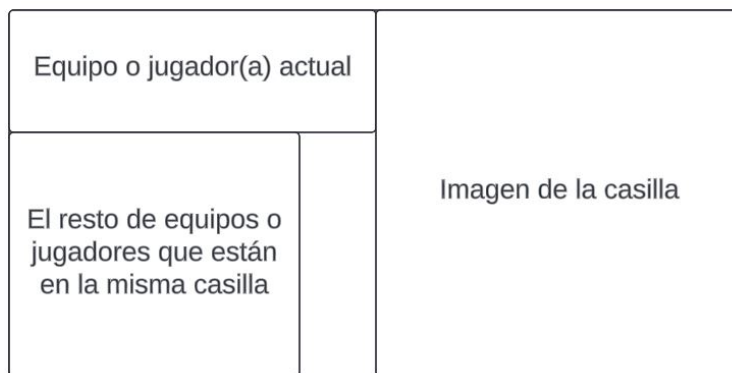 Equipo o jugador(a) actual
El resto de equipos o
jugadores que están
en la misma casilla
Imagen de la casilla